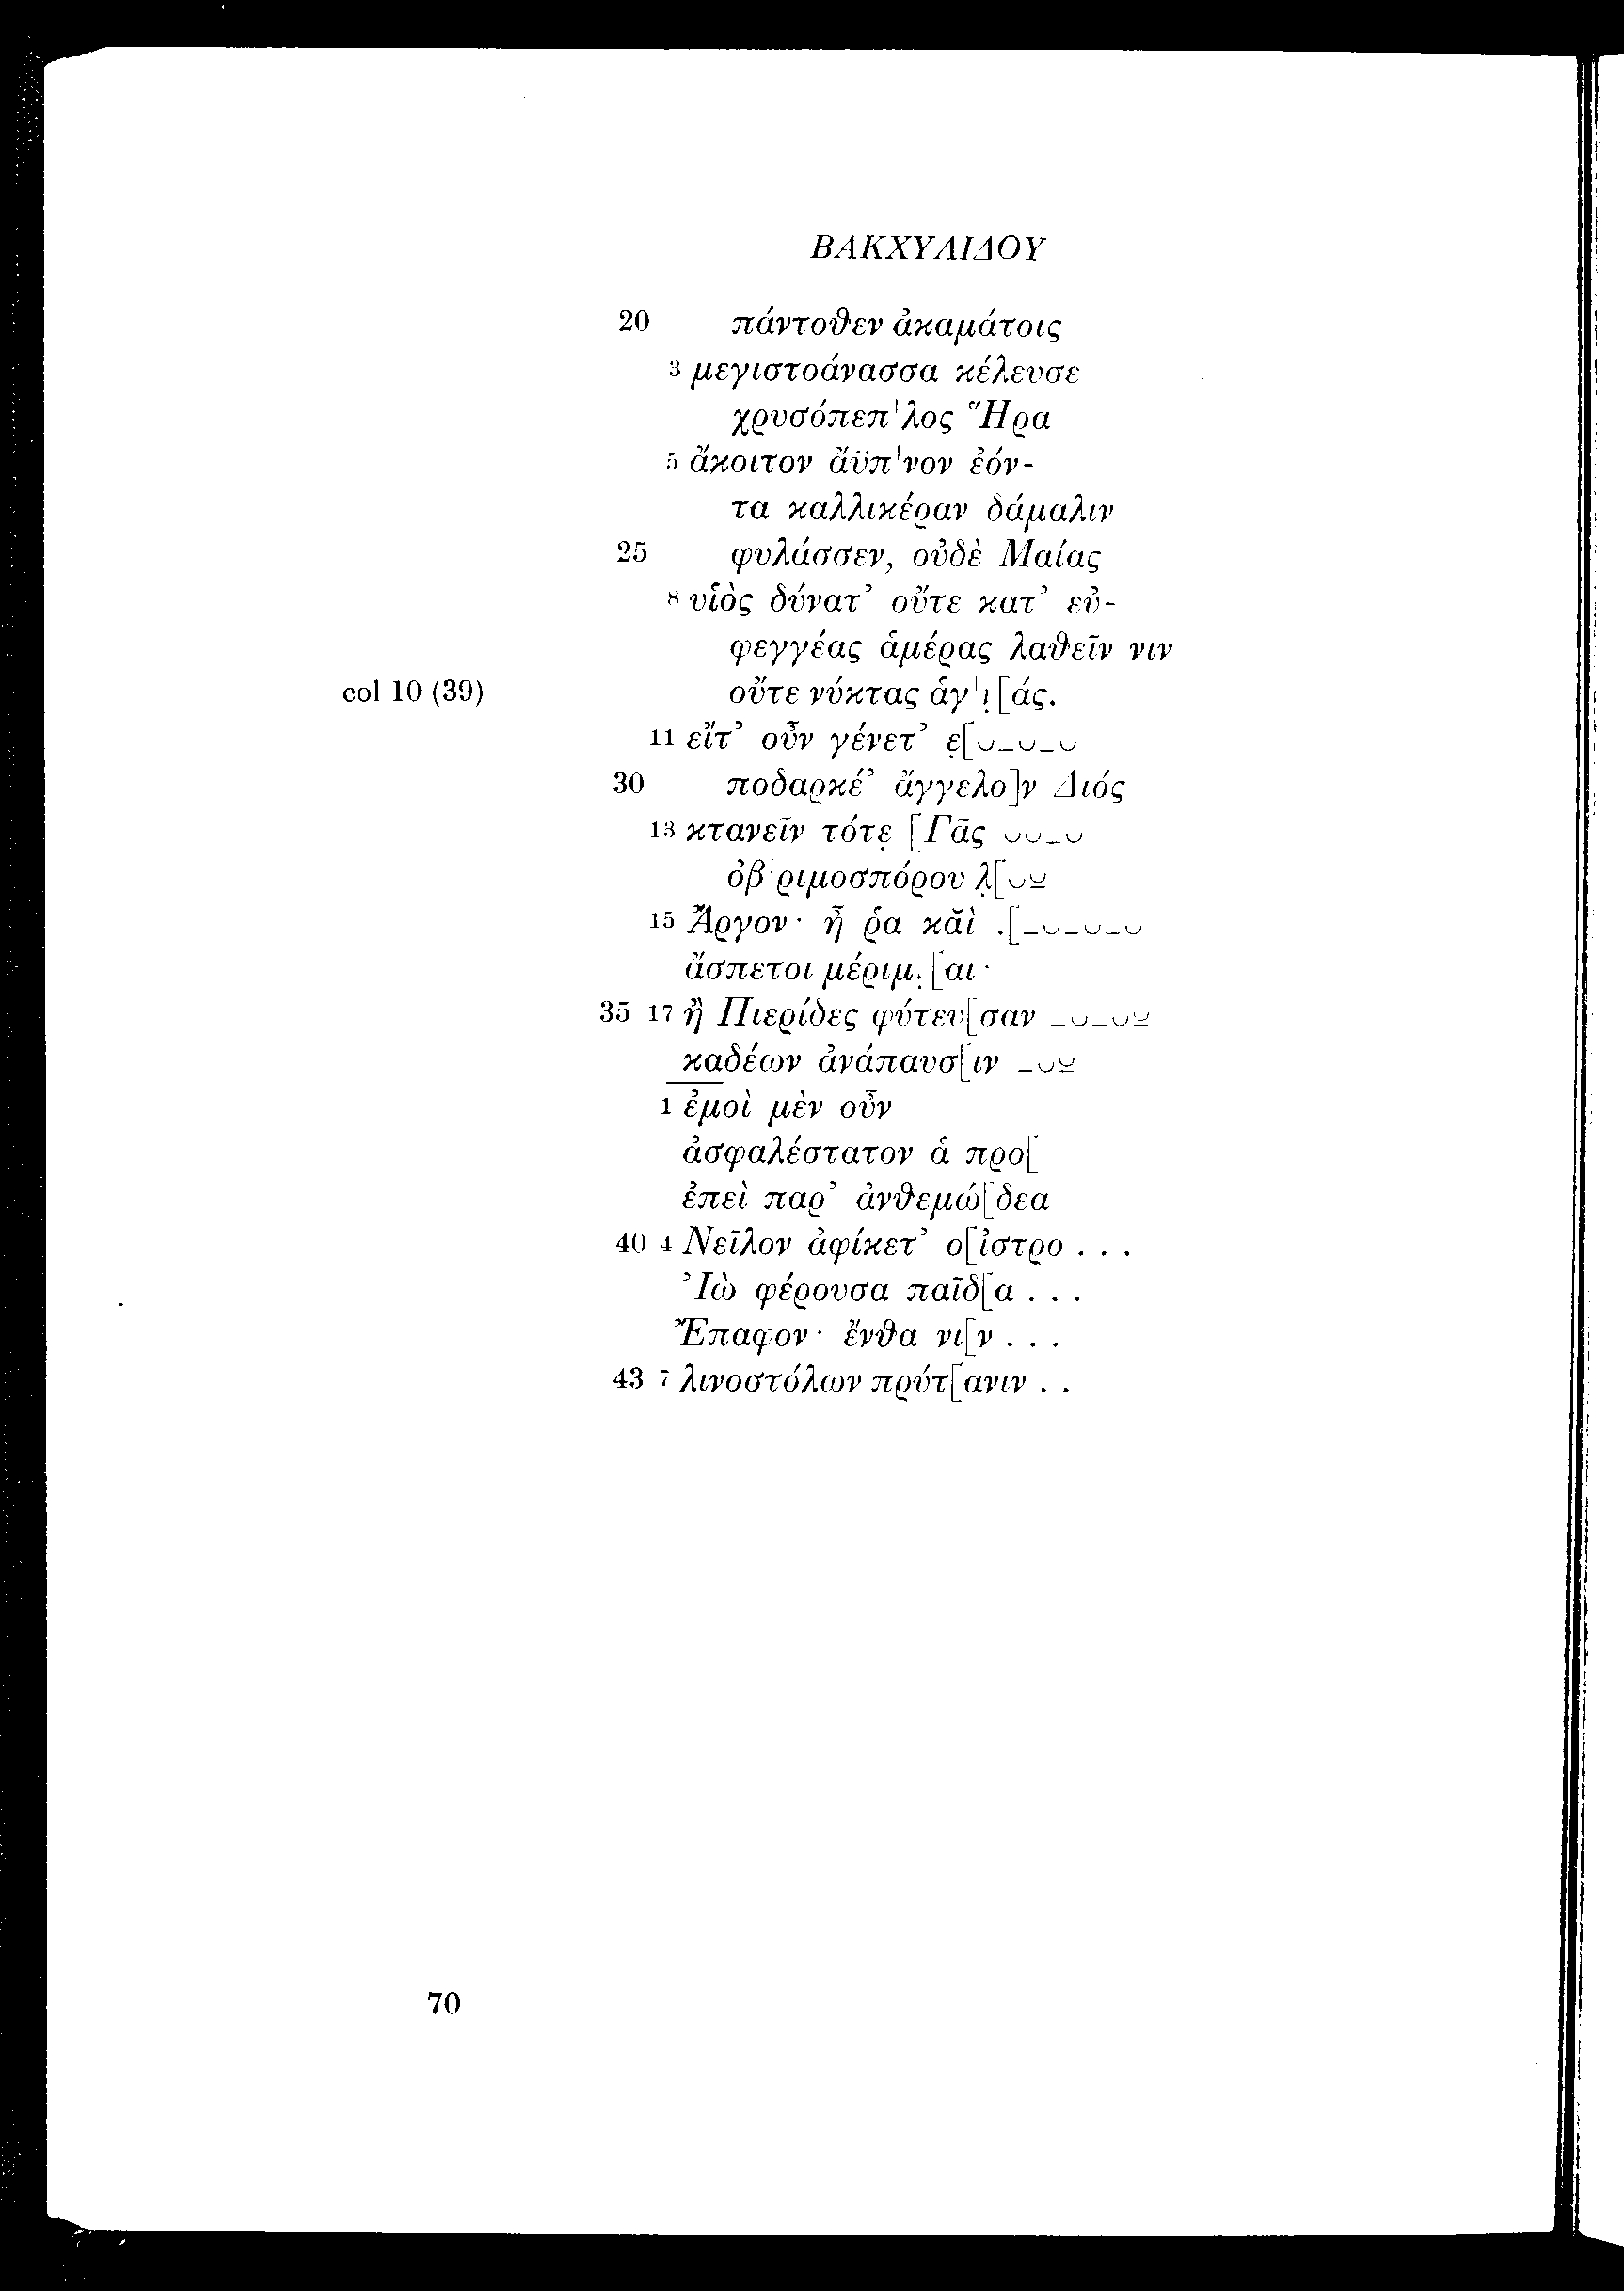 ΒΑΚΧΥΛΙΔΟΥ
20 πάντοθεν ἀκαμάτοις
3 μεγιστοάνασσα κέλευσε
χρυσόπεπ'λος Ἥρα
5 ἄκοιτον ἄϋπ'νον ἐόν-
τα καλλικέραν δάμαλιν
25 φυλάσσεν, οὐδὲ Μαίας
8 υἱὸς δύνατ' οὔτε κατ' εὐ-
φεγγέας ἁμέρας λαθεῖν νιν
col 10 (39) οὔτε νύκτας ἁγ'ι̣[άς.
11 εἴτ' οὖν γένετ' ε̣[⏑_⏑_⏑
30 ποδαρκέ' ἄγγελο]ν Διός
13 κτανεῖν τότε̣ [Γᾶς ⏑⏑_⏑
ὀβ'ριμοσπόρου λ̣[⏑⏓
15 Ἄργον· ἦ ῥα καὶ .[_⏑_⏑_⏑
ἄσπετοι μέριμ̣.[αι·
35 17 ἢ Πιερίδες φύτευ[σαν _⏑_⏑⏓
καδέων ἀνάπαυσ[ιν _⏑⏓
1 ἐμοὶ μὲν οὖν
ἀσφαλέστατον ἁ προ[
ἐπεὶ παρ' ἀνθεμώ[δεα
40 4 Νεῖλον ἀφίκετ' ο[ἰστρο . . .
Ἰὼ φέρουσα παῖδ[α . . .
Ἔπαφον· ἔνθα νι[ν . . .
43 7 λινοστόλων πρύτ[ανιν . .
70